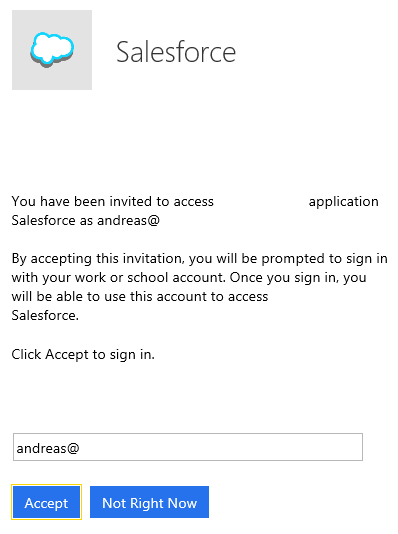 Salesforce
You have been invited to access application
Salesforce as andreas@
By accepting this invitation, you will be prompted to sign in
with your work or school account. Once you sign in, you
will be able to use this account to access
Salesforce.
Click Accept to sign in.
andreas@
Accept Not Right Now